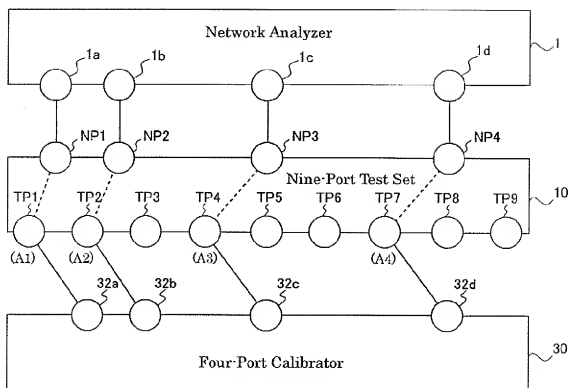 Network Analyzer
1a
1b
1c
1d
1
NP1
NP2
NP3
NP4
Nine-Port Test Set
10
TP1
TP2
TP3
TP4
TP5
TP6
TP7
TP8
TP9
(A1)
(A2)
(A3)
(A4)
32a
32b
32c
32d
Four-Port Calibrator
30